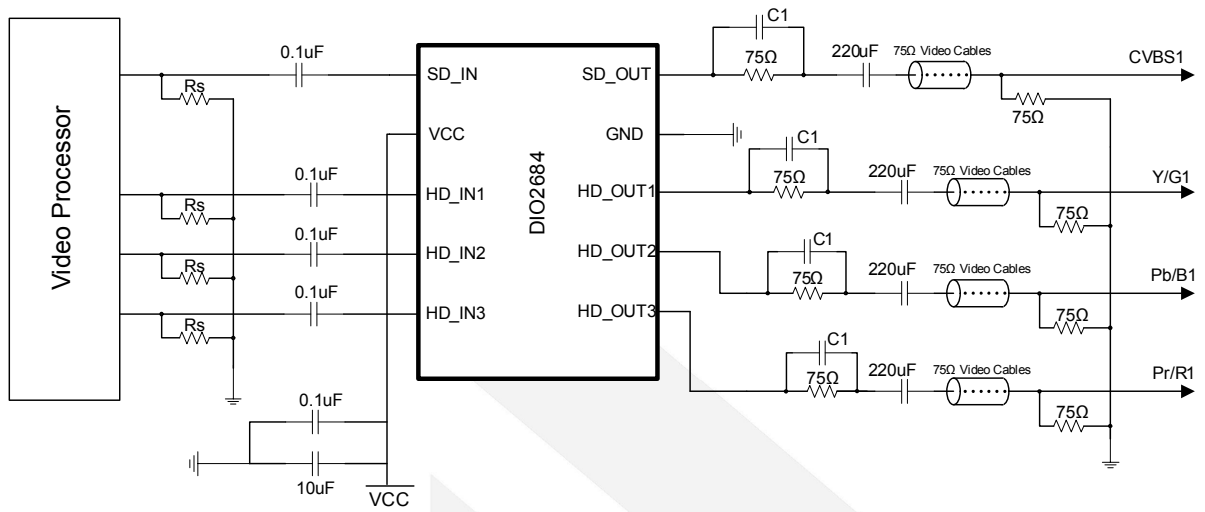 Video Processor
Rs
Rs
Rs
Rs
0.1uF
0.1uF
0.1uF
0.1uF
0.1uF
10uF
VCC
DIO2684
SD_IN
VCC
HD_IN1
HD_IN2
HD_IN3
SD_OUT
GND
HD_OUT1
HD_OUT2
HD_OUT3
C1
75Ω
220uF
75Ω Video Cables
75Ω
CVBS1
C1
75Ω
220uF
75Ω Video Cables
75Ω
Y/G1
C1
75Ω
220uF
75Ω Video Cables
75Ω
Pb/B1
C1
75Ω
220uF
75Ω Video Cables
75Ω
Pr/R1